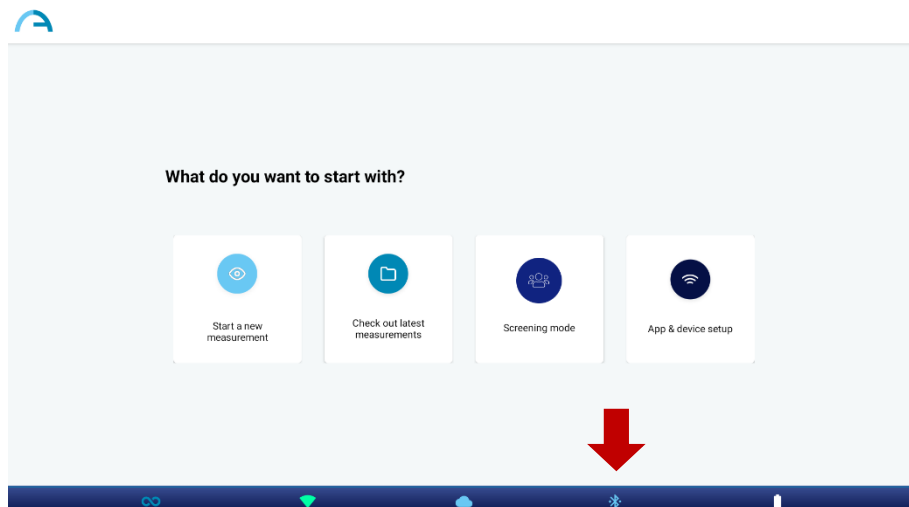 What do you want to start with?
Start a new
measurement
Check out latest
measurements
Screening mode
App & device setup